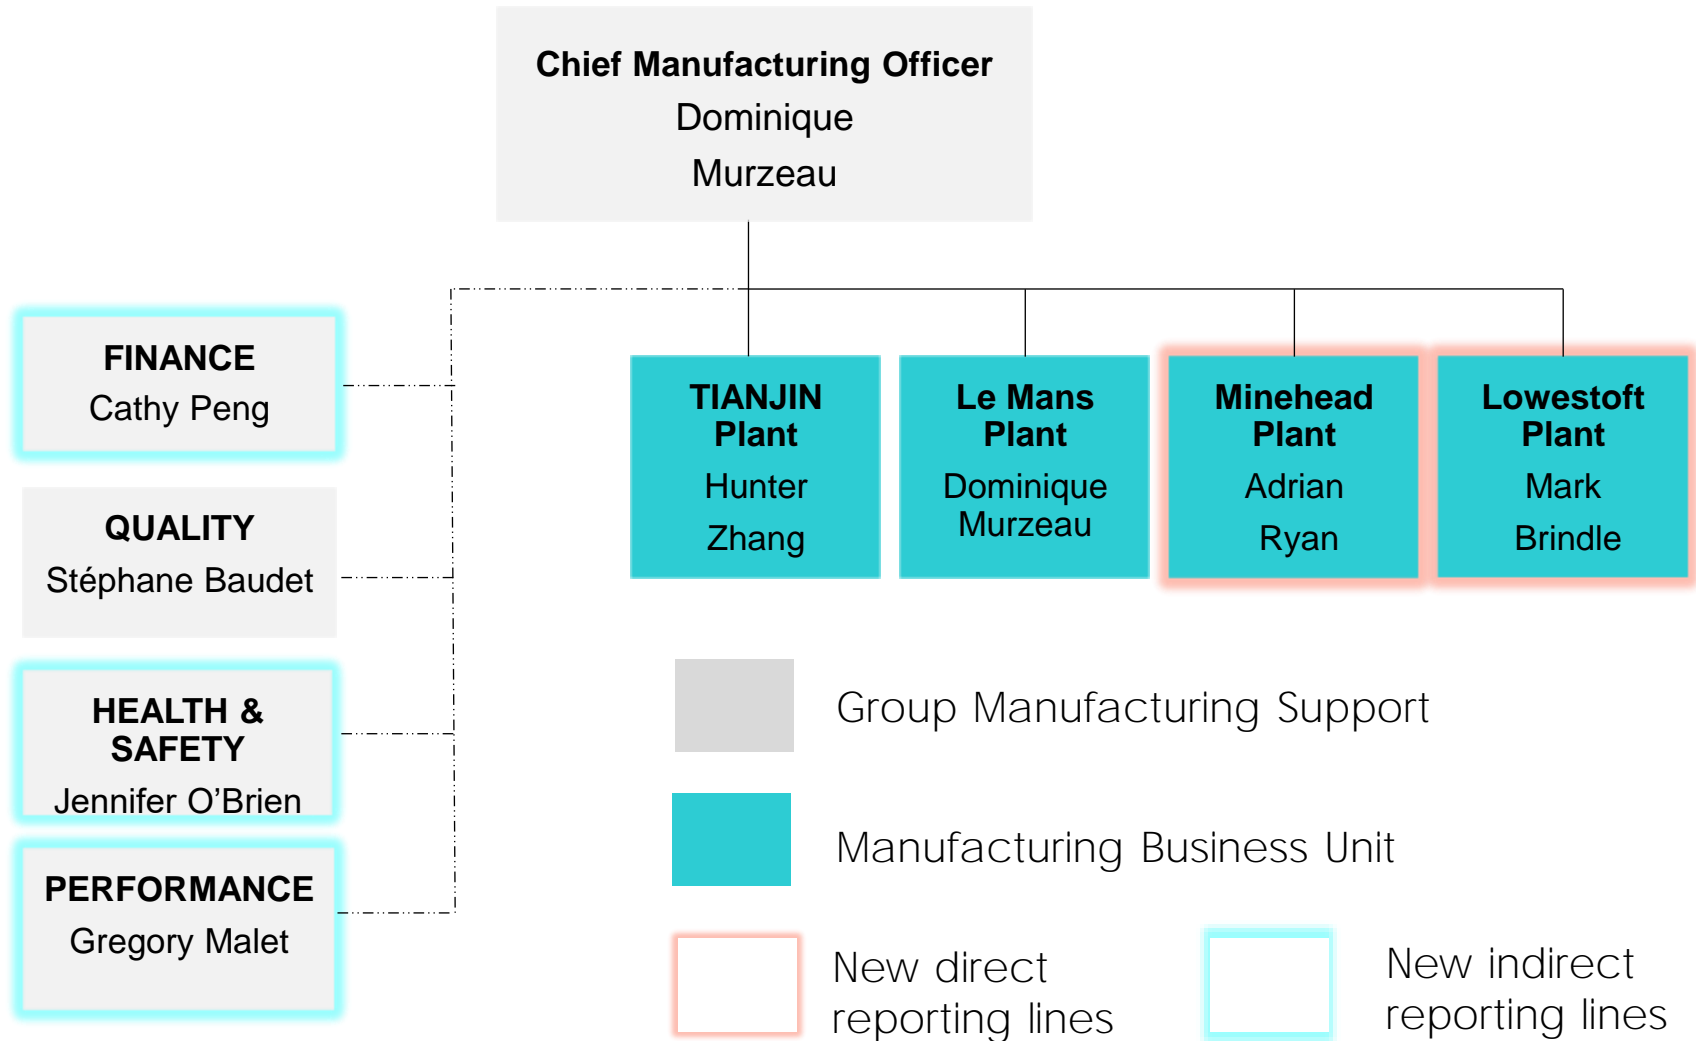 Chief Manufacturing Officer
Dominique
Murzeau
FINANCE
Cathy Peng
QUALITY
Stéphane Baudet
HEALTH &
SAFETY
Jennifer O’Brien
PERFORMANCE
Gregory Malet
TIANJIN
Plant
Hunter
Zhang
Le Mans
Plant
Dominique
Murzeau
Minehead
Plant
Adrian
Ryan
Lowestoft
Plant
Mark
Brindle
Group Manufacturing Support
Manufacturing Business Unit
New direct
reporting lines
New indirect
reporting lines